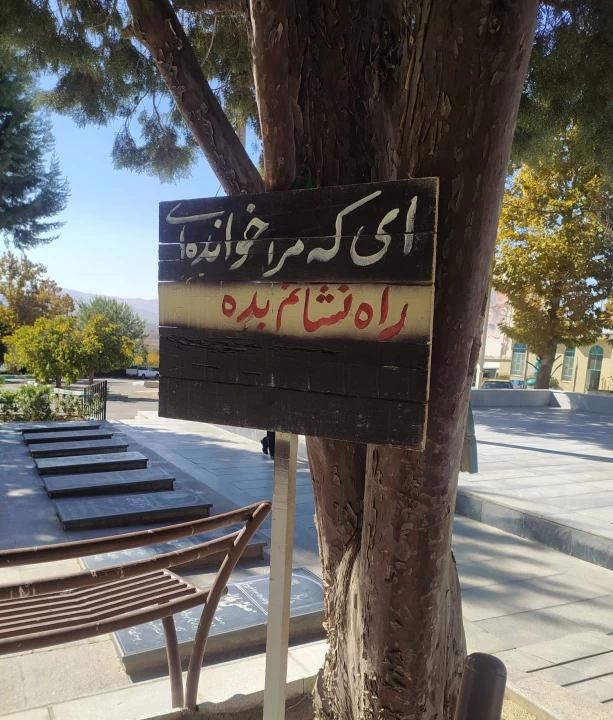 ای که مرا خوانده‌ای
راه نشانم بده